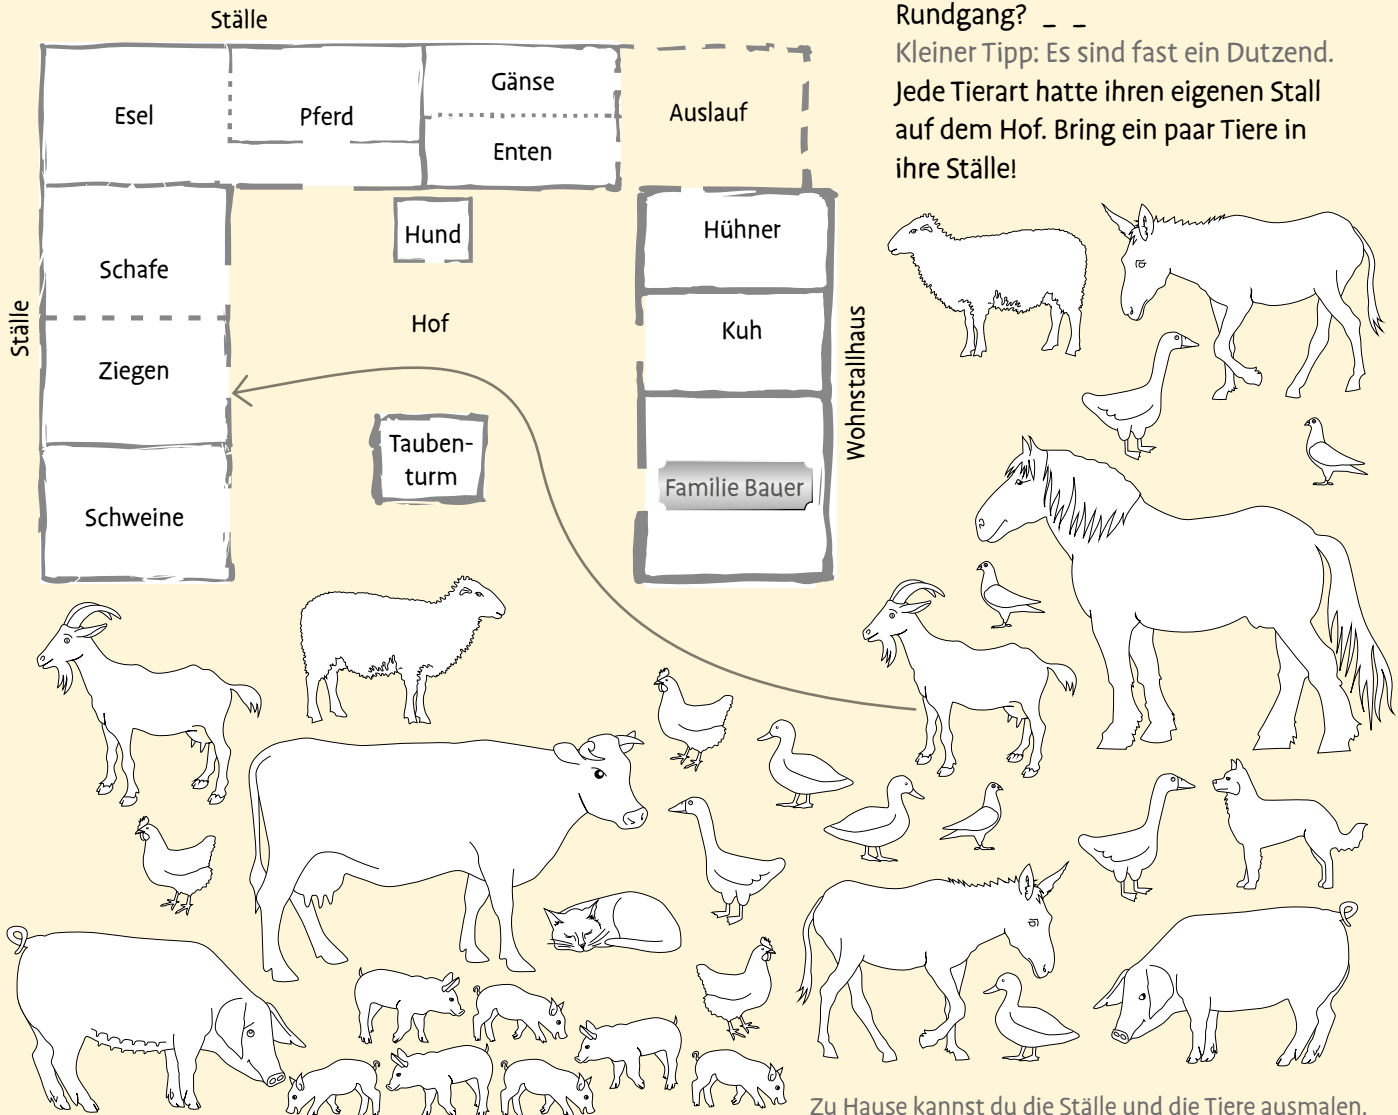 Ställe
Rundgang? _ _
Kleiner Tipp: Es sind fast ein Dutzend.
Jede Tierart hatte ihren eigenen Stall
auf dem Hof. Bring ein paar Tiere in
ihre Ställe!
Esel
Pferd
Gänse
Enten
Auslauf
Schafe
Hund
Hühner
Ställe
Ziegen
Hof
Kuh
Wohnstallhaus
Schweine
Tauben-
turm
Familie Bauer
Zu Hause kannst du die Ställe und die Tiere ausmalen.